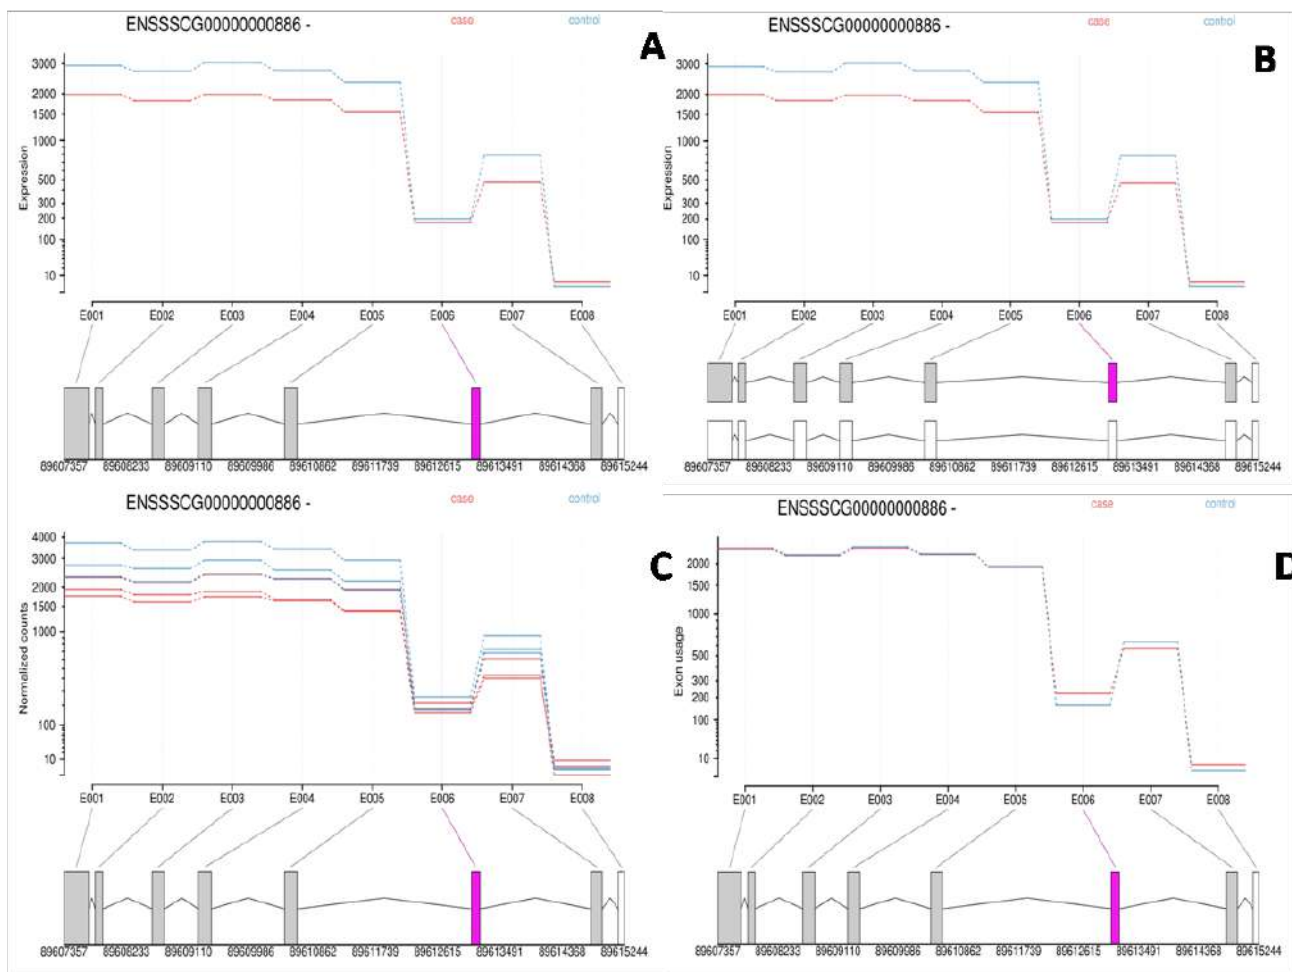 ENSSSCG00000000886 -
case
control
A
Expression
3000
2000
1500
1000
500
300
200
100
10
E001 E002 E003 E004 E005 E006 E007 E008
89607357 89608233 89609110 89609986 89610862 89611739 89612615 89613491 89614368 89615244
ENSSSCG00000000886 -
case
control
B
Expression
3000
2000
1500
1000
500
300
200
100
10
E001 E002 E003 E004 E005 E006 E007 E008
89607357 89608233 89609110 89609986 89610862 89611739 89612615 89613491 89614368 89615244
ENSSSCG00000000886 -
case
control
C
Normalized counts
4000
3000
2000
1500
1000
100
10
E001 E002 E003 E004 E005 E006 E007 E008
89607357 89608233 89609110 89609986 89610862 89611739 89612615 89613491 89614368 89615244
ENSSSCG00000000886 -
case
control
D
Exon usage
2000
1500
1000
500
300
200
100
10
E001 E002 E003 E004 E005 E006 E007 E008
89607357 89608233 89609110 89609986 89610862 89611739 89612615 89613491 89614368 89615244